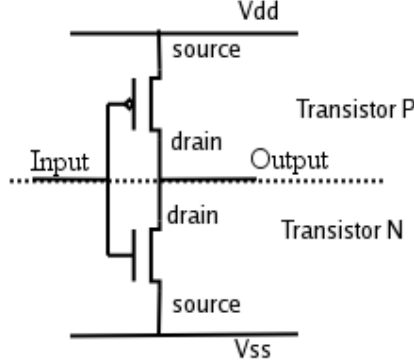 Vdd
source
Transistor P
drain
Input
Output
drain
Transistor N
source
Vss